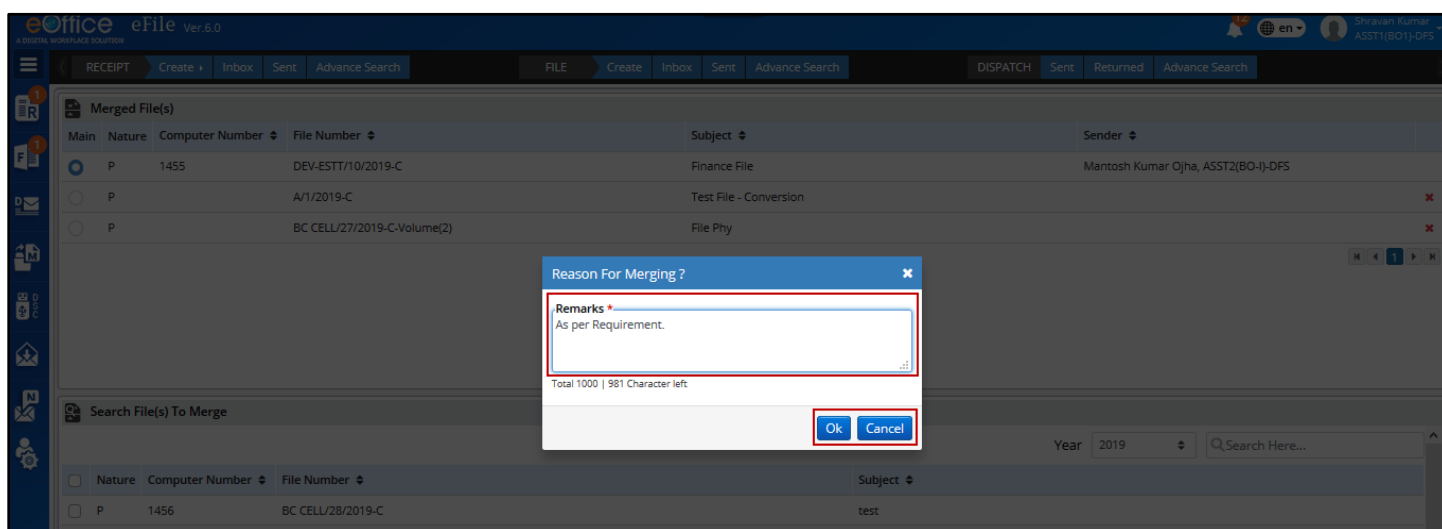 eOffice eFile Ver.6.0
A DIGITAL WORKPLACE SOLUTION
12 en Shravan Kumar
ASST1(BO1)-DFS
RECEIPT Create Inbox Sent Advance Search FILE Create Inbox Sent Advance Search DISPATCH Sent Returned Advance Search
1
R
1
F
D
M
DSC
N
Merged File(s)
Main Nature Computer Number File Number Subject Sender
P 1455 DEV-ESTT/10/2019-C Finance File Mantosh Kumar Ojha, ASST2(BO-I)-DFS
P A/1/2019-C Test File - Conversion
P BC CELL/27/2019-C-Volume(2) File Phy
1
Reason For Merging ?
Remarks *
As per Requirement.
Total 1000 | 981 Character left
Ok Cancel
Search File(s) To Merge
Year 2019 Search Here...
Nature Computer Number File Number Subject
P 1456 BC CELL/28/2019-C test